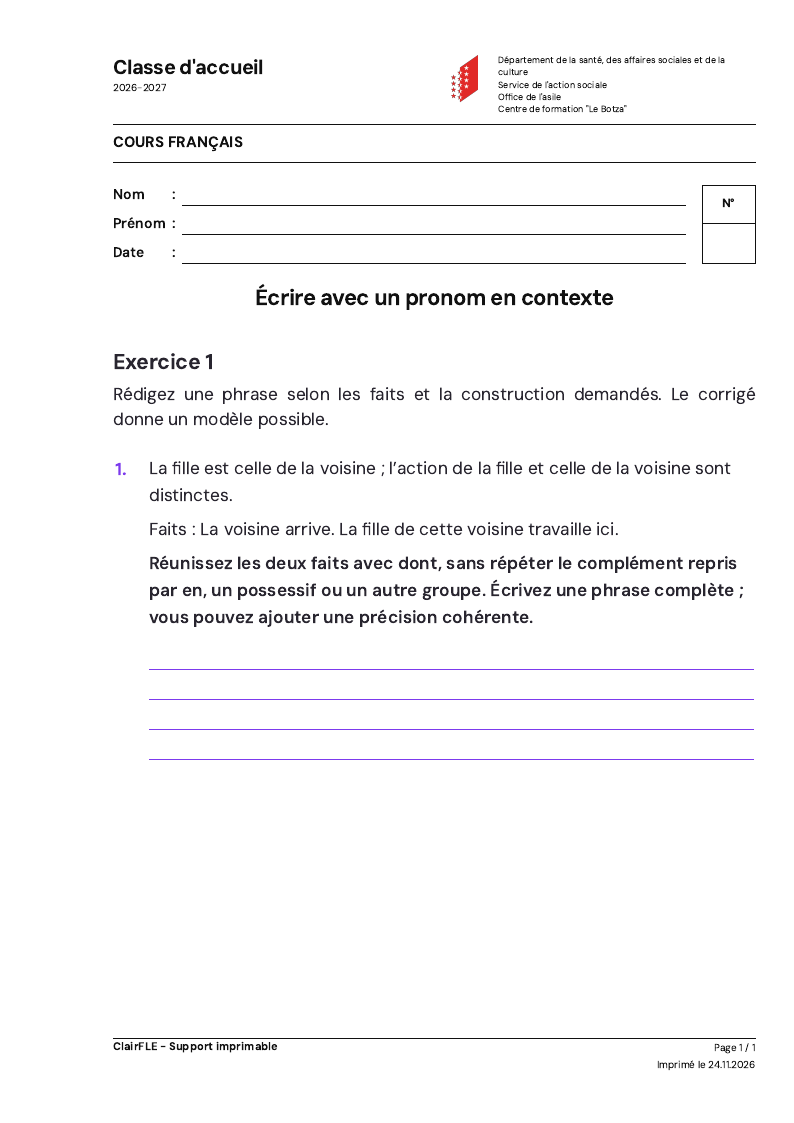 Classe d'accueil
2026-2027
Département de la santé, des affaires sociales et de la
culture
Service de l'action sociale
Office de l'asile
Centre de formation "Le Botza"
COURS FRANÇAIS
Nom :
Prénom :
Date :
N°
Écrire avec un pronom en contexte
Exercice 1
Rédigez une phrase selon les faits et la construction demandés. Le corrigé
donne un modèle possible.
1. La fille est celle de la voisine ; l’action de la fille et celle de la voisine sont
distinctes.
Faits : La voisine arrive. La fille de cette voisine travaille ici.
Réunissez les deux faits avec dont, sans répéter le complément repris
par en, un possessif ou un autre groupe. Écrivez une phrase complète ;
vous pouvez ajouter une précision cohérente.
ClairFLE - Support imprimable
Page 1 / 1
Imprimé le 24.11.2026